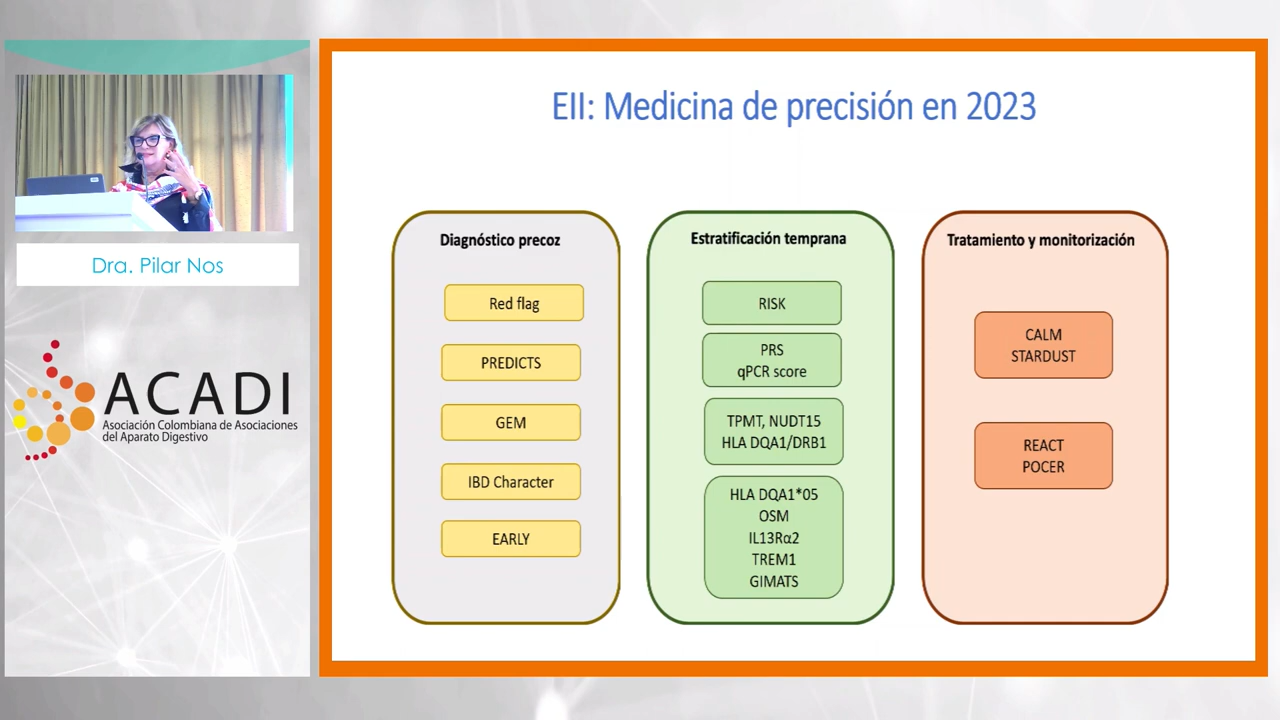 EII: Medicina de precisión en 2023
Dra. Pilar Nos
ACADI
Asociación Colombiana de Asociaciones
del Aparato Digestivo
Diagnóstico precoz
Red flag
PREDICTS
GEM
IBD Character
EARLY
Estratificación temprana
RISK
PRS
qPCR score
TPMT, NUDT15
HLA DQA1/DRB1
HLA DQA1*05
OSM
IL13Rα2
TREM1
GIMATS
Tratamiento y monitorización
CALM
STARDUST
REACT
POCER